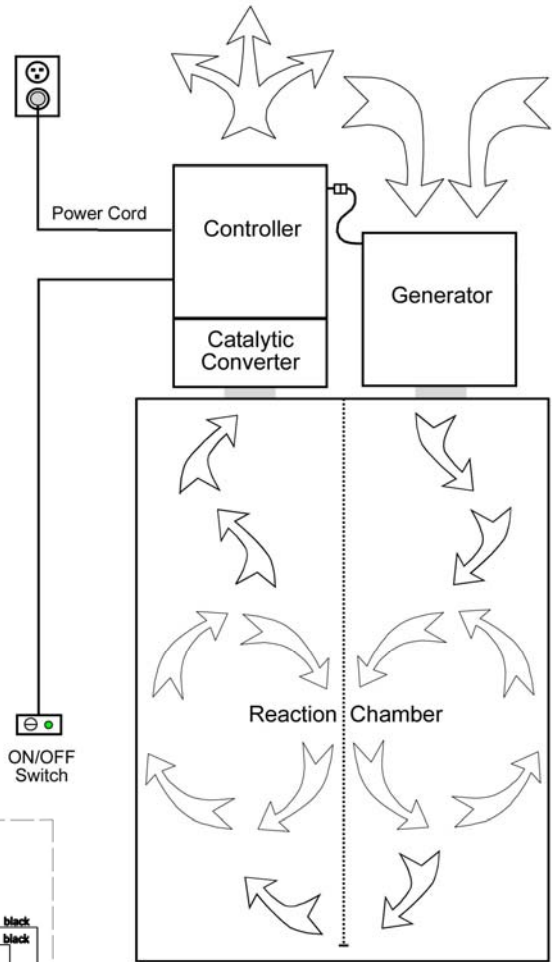 Power Cord
Controller
Generator
Catalytic
Converter
Reaction Chamber
ON/OFF
Switch
black
black